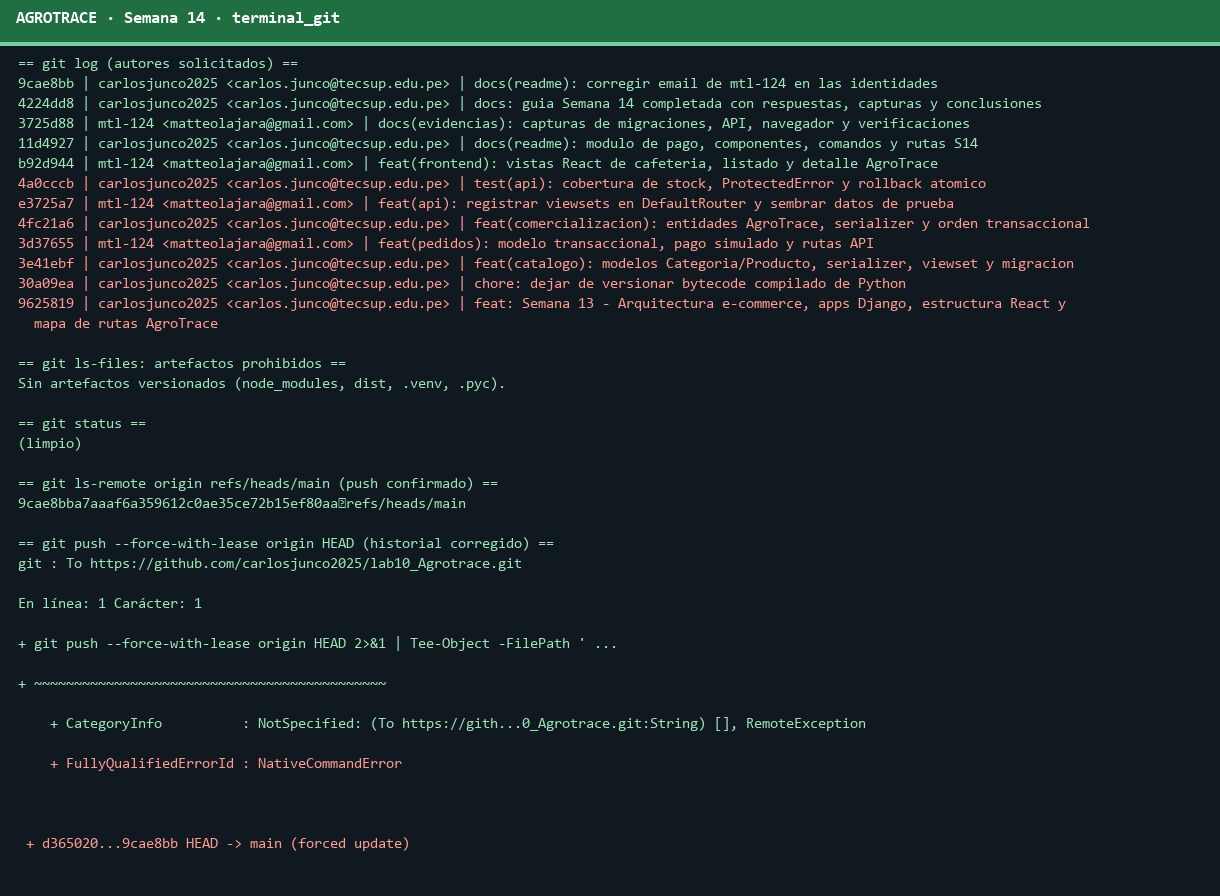 AGROTRACE · Semana 14 · terminal_git
== git log (autores solicitados) ==
9cae8bb | carlosjunco2025 <carlos.junco@tecsup.edu.pe> | docs(readme): corregir email de mtl-124 en las identidades
4224dd8 | carlosjunco2025 <carlos.junco@tecsup.edu.pe> | docs: guia Semana 14 completada con respuestas, capturas y conclusiones
3725d88 | mtl-124 <matteolajara@gmail.com> | docs(evidencias): capturas de migraciones, API, navegador y verificaciones
11d4927 | carlosjunco2025 <carlos.junco@tecsup.edu.pe> | docs(readme): modulo de pago, componentes, comandos y rutas S14
b92d944 | mtl-124 <matteolajara@gmail.com> | feat(frontend): vistas React de cafeteria, listado y detalle AgroTrace
4a0cccb | carlosjunco2025 <carlos.junco@tecsup.edu.pe> | test(api): cobertura de stock, ProtectedError y rollback atomico
e3725a7 | mtl-124 <matteolajara@gmail.com> | feat(api): registrar viewsets en DefaultRouter y sembrar datos de prueba
4fc21a6 | carlosjunco2025 <carlos.junco@tecsup.edu.pe> | feat(comercializacion): entidades AgroTrace, serializer y orden transaccional
3d37655 | mtl-124 <matteolajara@gmail.com> | feat(pedidos): modelo transaccional, pago simulado y rutas API
3e41ebf | carlosjunco2025 <carlos.junco@tecsup.edu.pe> | feat(catalogo): modelos Categoria/Producto, serializer, viewset y migracion
30a09ea | carlosjunco2025 <carlos.junco@tecsup.edu.pe> | chore: dejar de versionar bytecode compilado de Python
9625819 | carlosjunco2025 <carlos.junco@tecsup.edu.pe> | feat: Semana 13 - Arquitectura e-commerce, apps Django, estructura React y
mapa de rutas AgroTrace
== git ls-files: artefactos prohibidos ==
Sin artefactos versionados (node_modules, dist, .venv, .pyc).
== git status ==
(limpio)
== git ls-remote origin refs/heads/main (push confirmado) ==
9cae8bba7aaaf6a359612c0ae35ce72b15ef80aa refs/heads/main
== git push --force-with-lease origin HEAD (historial corregido) ==
git : To https://github.com/carlosjunco2025/lab10_Agrotrace.git
En línea: 1 Carácter: 1
+ git push --force-with-lease origin HEAD 2>&1 | Tee-Object -FilePath ' ...
+ ~~~~~~~~~~~~~~~~~~~~~~~~~~~~~~~~~~~~~~~~~~~~
+ CategoryInfo          : NotSpecified: (To https://gith...0_Agrotrace.git:String) [], RemoteException
+ FullyQualifiedErrorId : NativeCommandError
+ d365020...9cae8bb HEAD -> main (forced update)